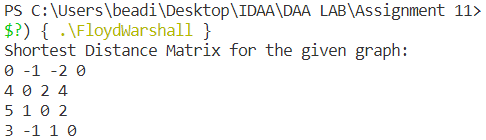 PS C:\Users\beadi\Desktop\IDAA\DAA LAB\Assignment 11>
$?) { .\FloydWarshall }
Shortest Distance Matrix for the given graph:
0 -1 -2 0
4 0 2 4
5 1 0 2
3 -1 1 0